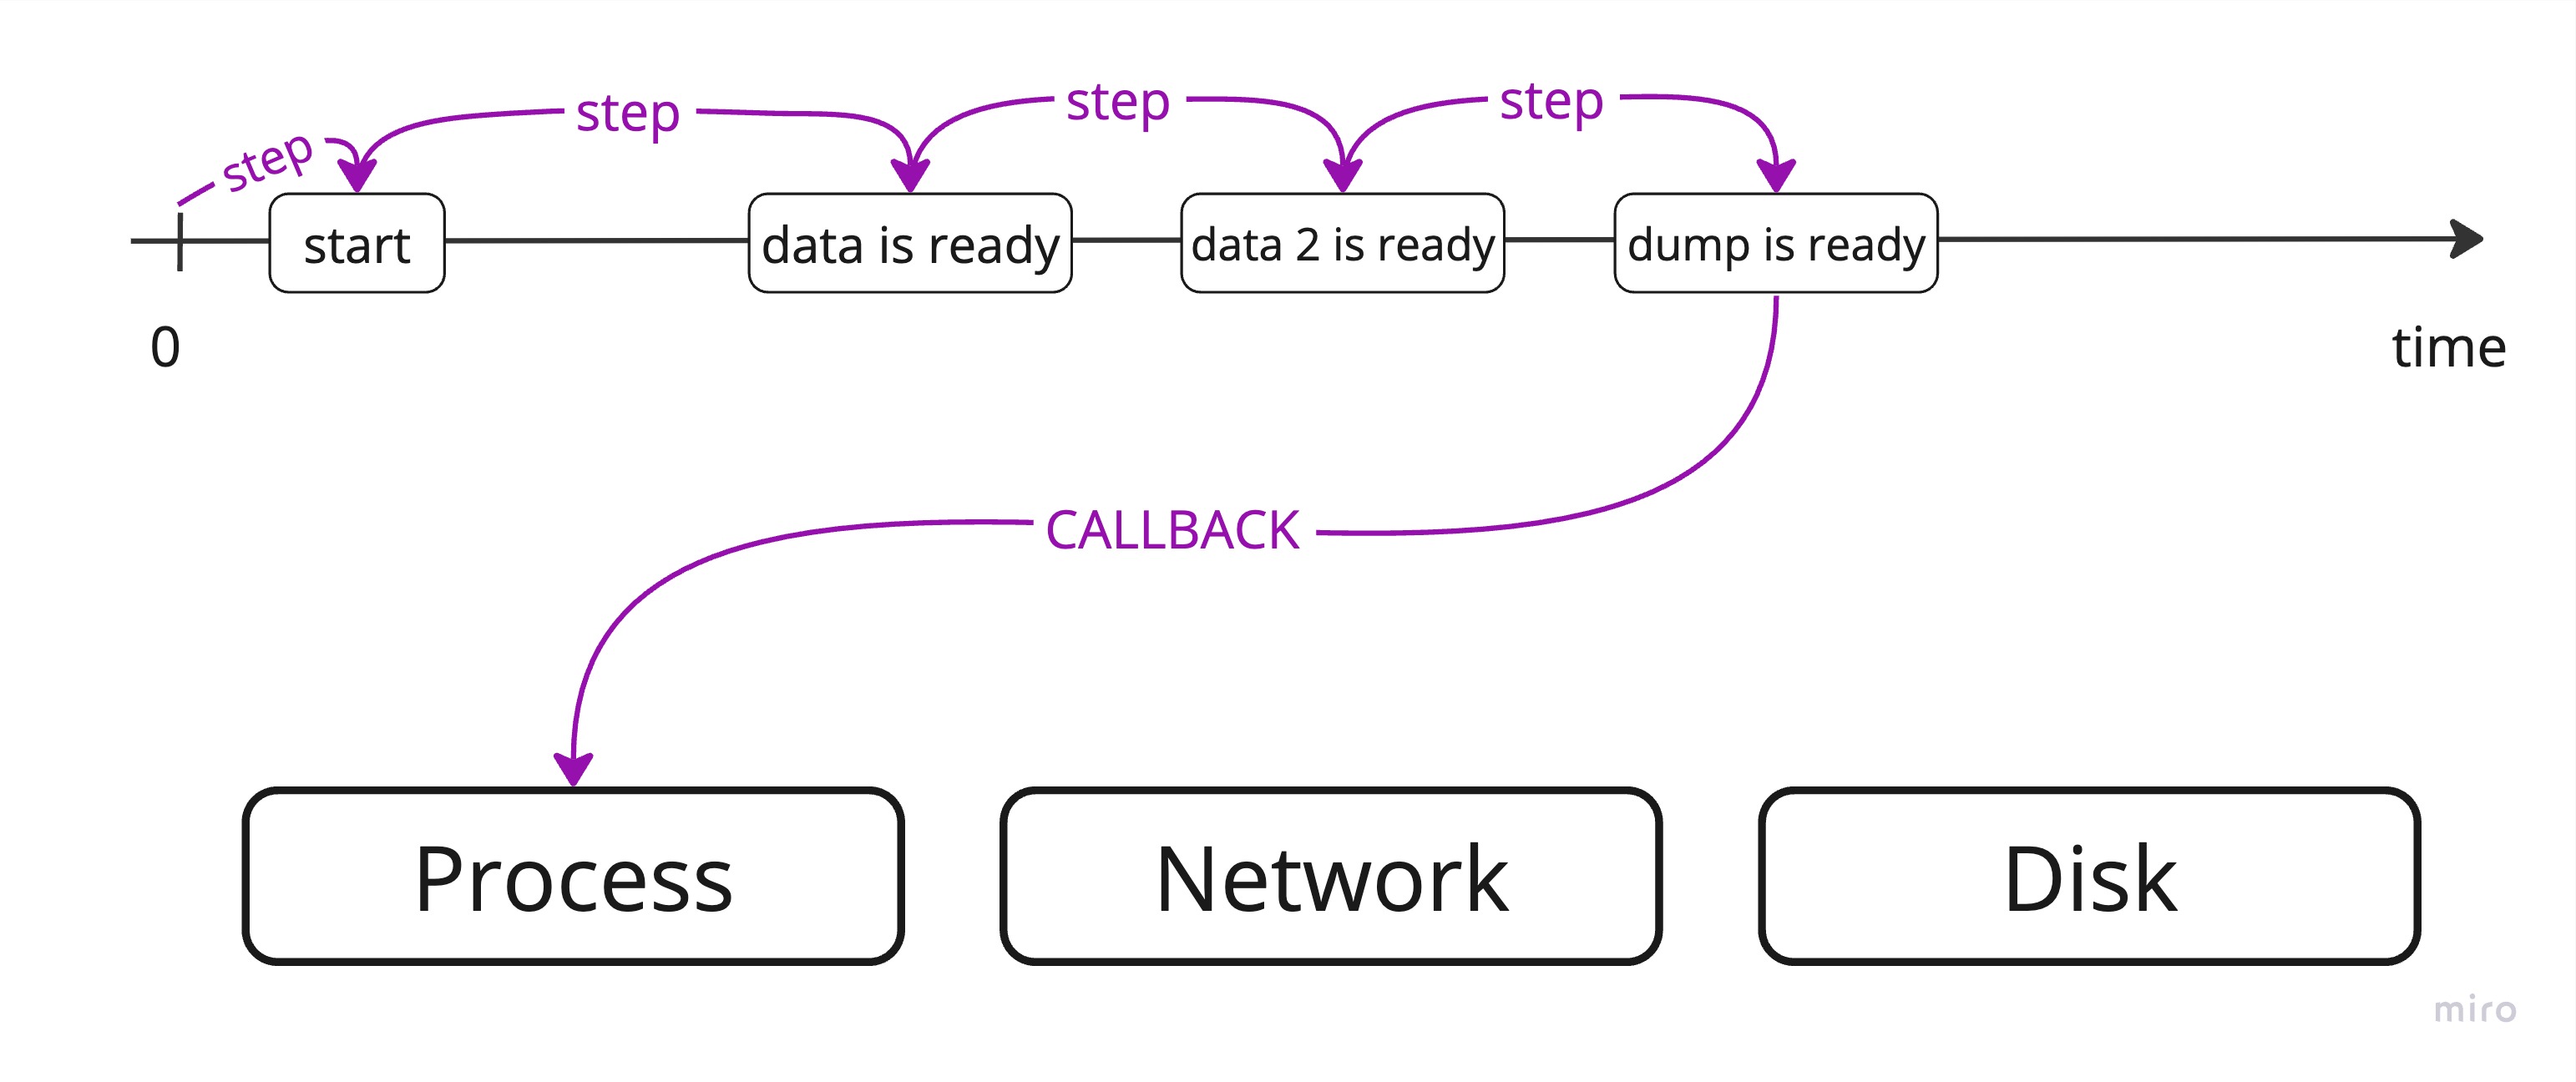 step
step
step
step
start
data is ready
data 2 is ready
dump is ready
0
time
CALLBACK
Process
Network
Disk
miro